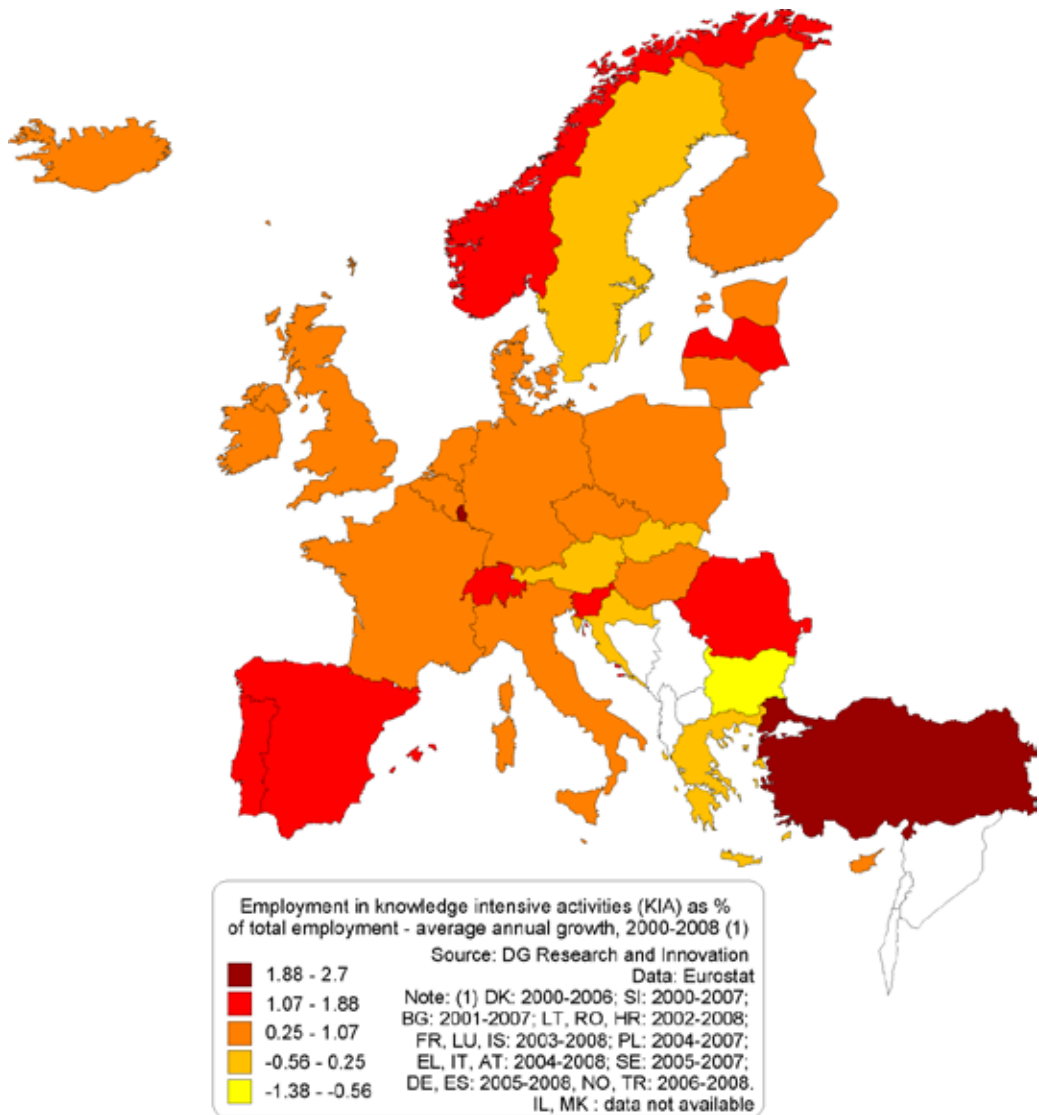 Employment in knowledge intensive activities (KIA) as %
of total employment - average annual growth, 2000-2008 (1)
Source: DG Research and Innovation
Data: Eurostat
1.88 - 2.7
1.07 - 1.88
0.25 - 1.07
-0.56 - 0.25
-1.38 - -0.56
Note: (1) DK: 2000-2006; SI: 2000-2007;
BG: 2001-2007; LT, RO, HR: 2002-2008;
FR, LU, IS: 2003-2008; PL: 2004-2007;
EL, IT, AT: 2004-2008; SE: 2005-2007;
DE, ES: 2005-2008, NO, TR: 2006-2008.
IL, MK : data not available